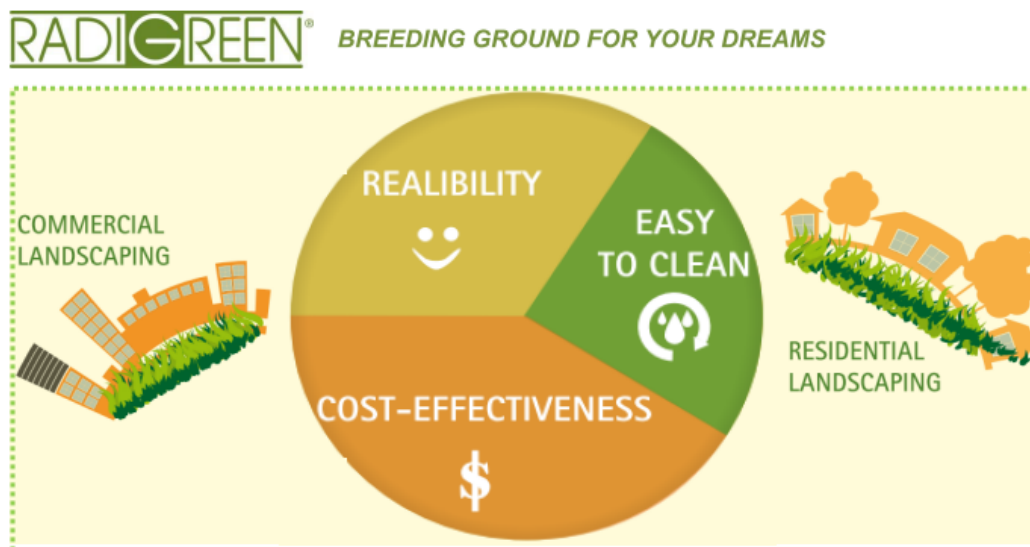 RADIGREEN® BREEDING GROUND FOR YOUR DREAMS
REALIBILITY
EASY
TO CLEAN
COMMERCIAL
LANDSCAPING
RESIDENTIAL
LANDSCAPING
COST-EFFECTIVENESS
$